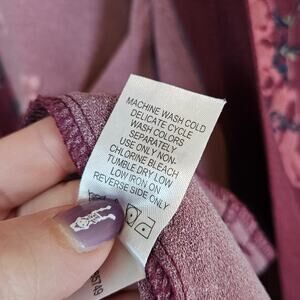 MACHINE WASH COLD
DELICATE CYCLE
WASH COLORS
SEPARATELY
USE ONLY NON-
CHLORINE BLEACH
TUMBLE DRY LOW
LOW IRON ON
REVERSE SIDE ONLY